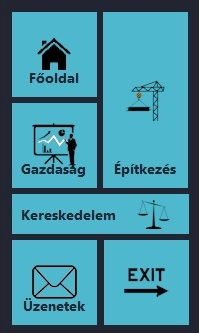 Főoldal
Gazdaság
Építkezés
Kereskedelem
Üzenetek
EXIT